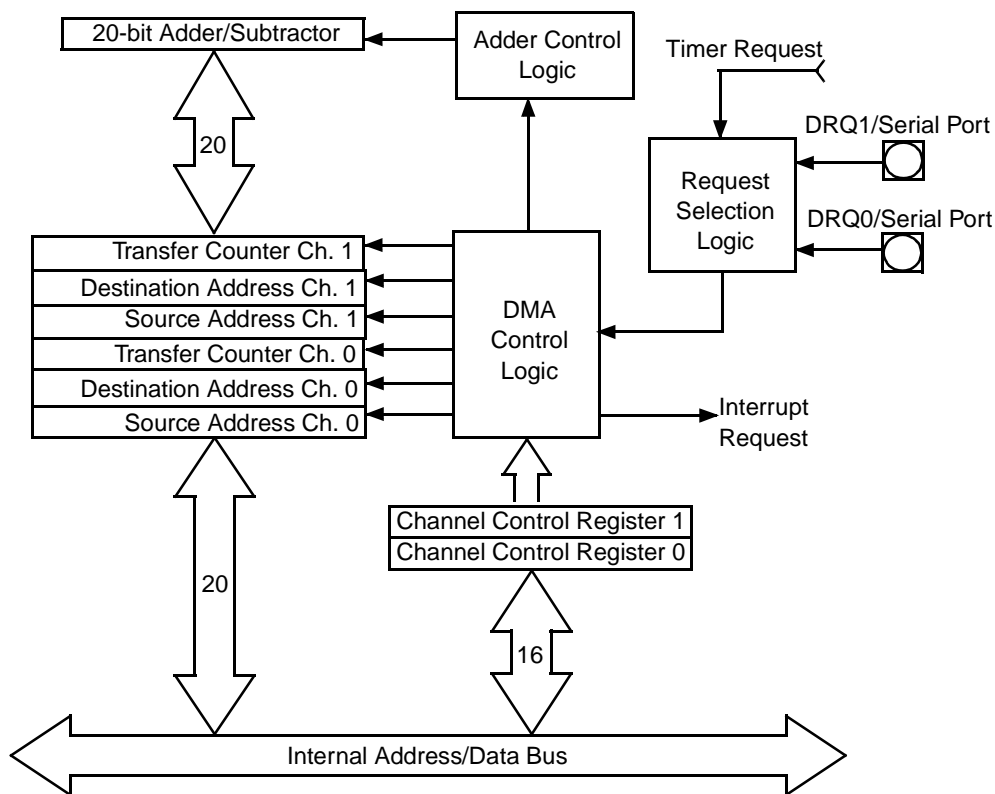 20-bit Adder/Subtractor
Adder Control
Logic
Timer Request
DRQ1/Serial Port
20
Request
Selection
Logic
DRQ0/Serial Port
Transfer Counter Ch. 1
Destination Address Ch. 1
Source Address Ch. 1
Transfer Counter Ch. 0
Destination Address Ch. 0
Source Address Ch. 0
DMA
Control
Logic
Interrupt
Request
Channel Control Register 1
Channel Control Register 0
20
16
Internal Address/Data Bus